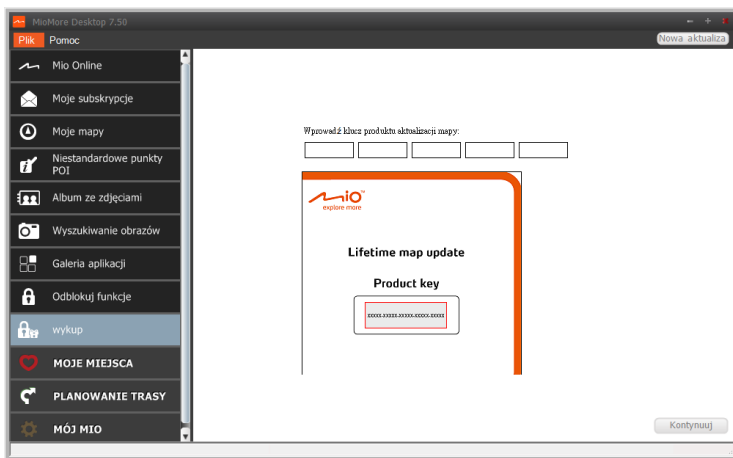 MioMore Desktop 7.50
Plik Pomoc
Nowa aktualiza
Mio Online
Moje subskrypcje
Moje mapy
Niestandardowe punkty
POI
Album ze zdjęciami
Wyszukiwanie obrazów
Galeria aplikacji
Odblokuj funkcje
wykup
MOJE MIEJSCA
PLANOWANIE TRASY
MÓJ MIO
Wprowadź klucz produktu aktualizacji mapy:
Mio™
explore more
Lifetime map update
Product key
xxxxx-xxxxx-xxxxx-xxxxx-xxxxx
Kontynuuj